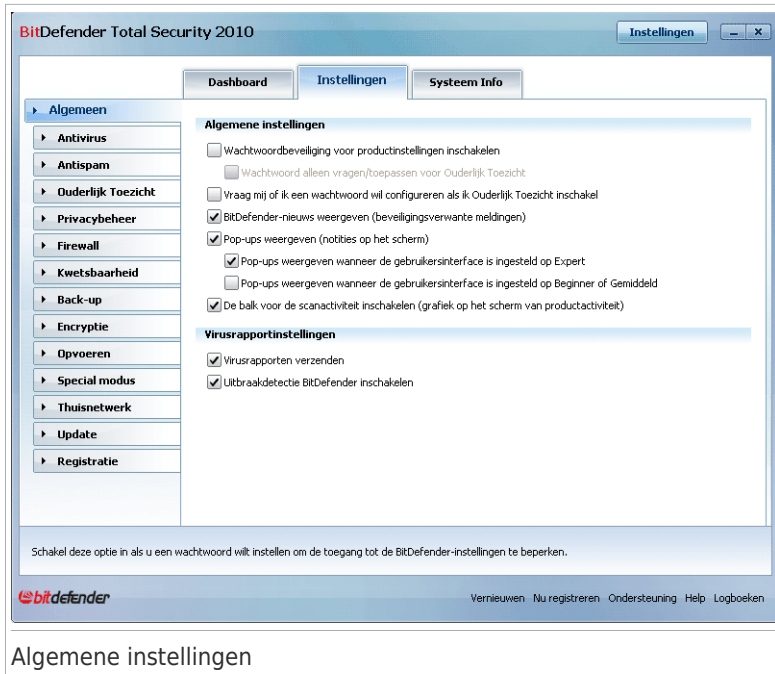 BitDefender Total Security 2010
Instellingen
Dashboard
Instellingen
Systeem Info
Algemeen
Antivirus
Antispam
Ouderlijk Toezicht
Privacybeheer
Firewall
Kwetsbaarheid
Back-up
Encryptie
Opvoeren
Special modus
Thuisnetwerk
Update
Registratie
Algemene instellingen
Wachtwoordbeveiliging voor productinstellingen inschakelen
Wachtwoord alleen vragen/toepassen voor Ouderlijk Toezicht
Vraag mij of ik een wachtwoord wil configureren als ik Ouderlijk Toezicht inschakel
BitDefender-nieuws weergeven (beveiligingsverwante meldingen)
Pop-ups weergeven (notities op het scherm)
Pop-ups weergeven wanneer de gebruikersinterface is ingesteld op Expert
Pop-ups weergeven wanneer de gebruikersinterface is ingesteld op Beginner of Gemiddeld
De balk voor de scanactiviteit inschakelen (grafiek op het scherm van productactiviteit)
Virusrapportinstellingen
Virusrapporten verzenden
Uitbraakdetectie BitDefender inschakelen
Schakel deze optie in als u een wachtwoord wilt instellen om de toegang tot de BitDefender-instellingen te beperken.
bitdefender
Vernieuwen Nu registreren Ondersteuning Help Logboeken
Algemene instellingen